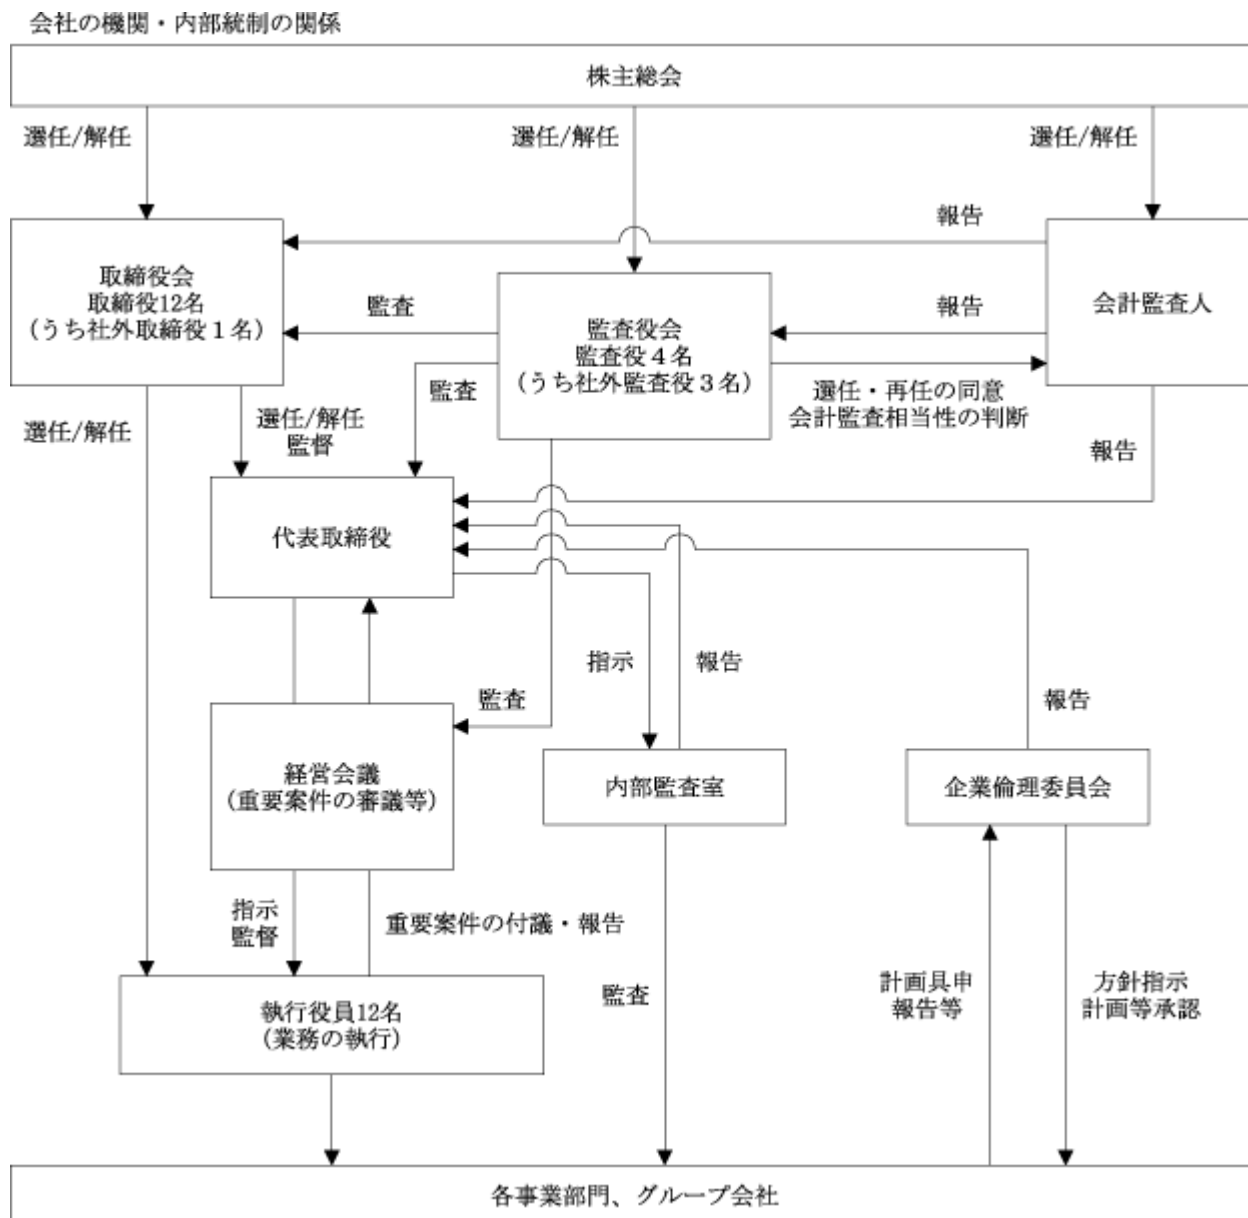 会社の機関・内部統制の関係
株主総会
選任/解任
選任/解任
選任/解任
報告
取締役会
取締役12名
(うち社外取締役１名)
監査
監査役会
監査役４名
(うち社外監査役３名)
報告
会計監査人
監査
選任・再任の同意
会計監査相当性の判断
選任/解任
選任/解任
監督
報告
代表取締役
指示
報告
監査
報告
経営会議
(重要案件の審議等)
内部監査室
企業倫理委員会
指示
監督
重要案件の付議・報告
監査
計画具申
報告等
方針指示
計画等承認
執行役員12名
(業務の執行)
各事業部門、グループ会社